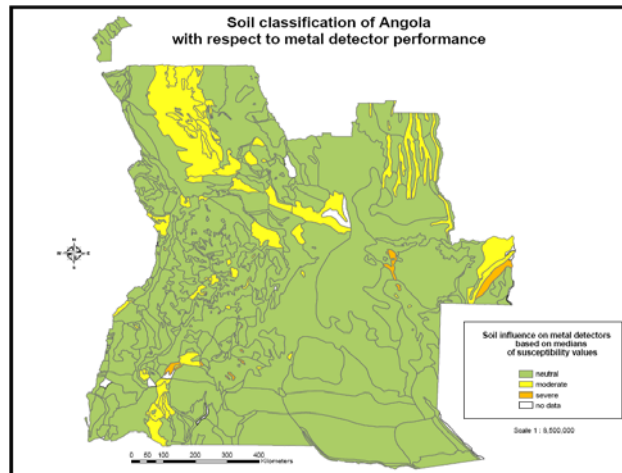 Soil classification of Angola
with respect to metal detector performance
N
W
E
S
Soil influence on metal detectors
based on medians
of susceptibility values
neutral
moderate
severe
no data
Scale 1 : 8,500,000
0 50 100 200 300 400
Kilometers